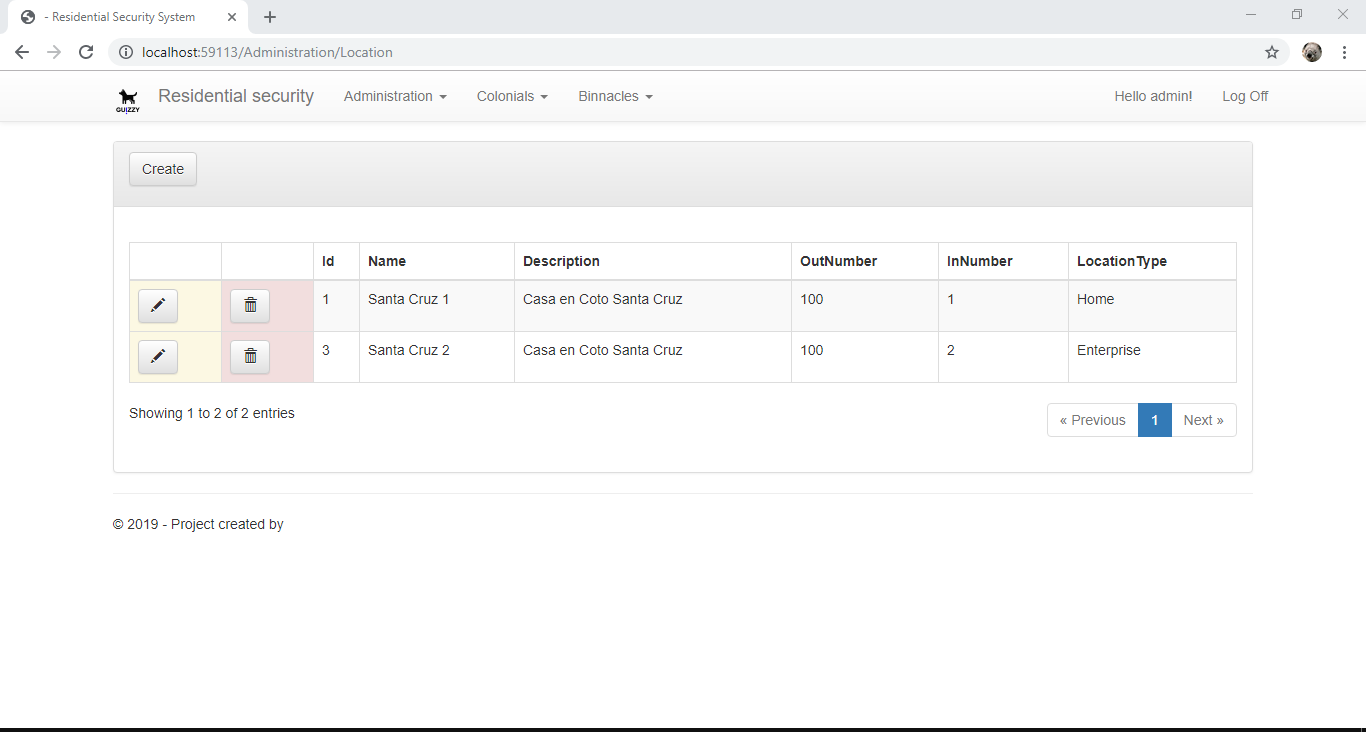 - Residential Security System
localhost:59113/Administration/Location
GUIZZY
Residential security Administration Colonials Binnacles Hello admin! Log Off
Create
Id Name Description OutNumber InNumber LocationType
1 Santa Cruz 1 Casa en Coto Santa Cruz 100 1 Home
3 Santa Cruz 2 Casa en Coto Santa Cruz 100 2 Enterprise
Showing 1 to 2 of 2 entries « Previous 1 Next »
© 2019 - Project created by